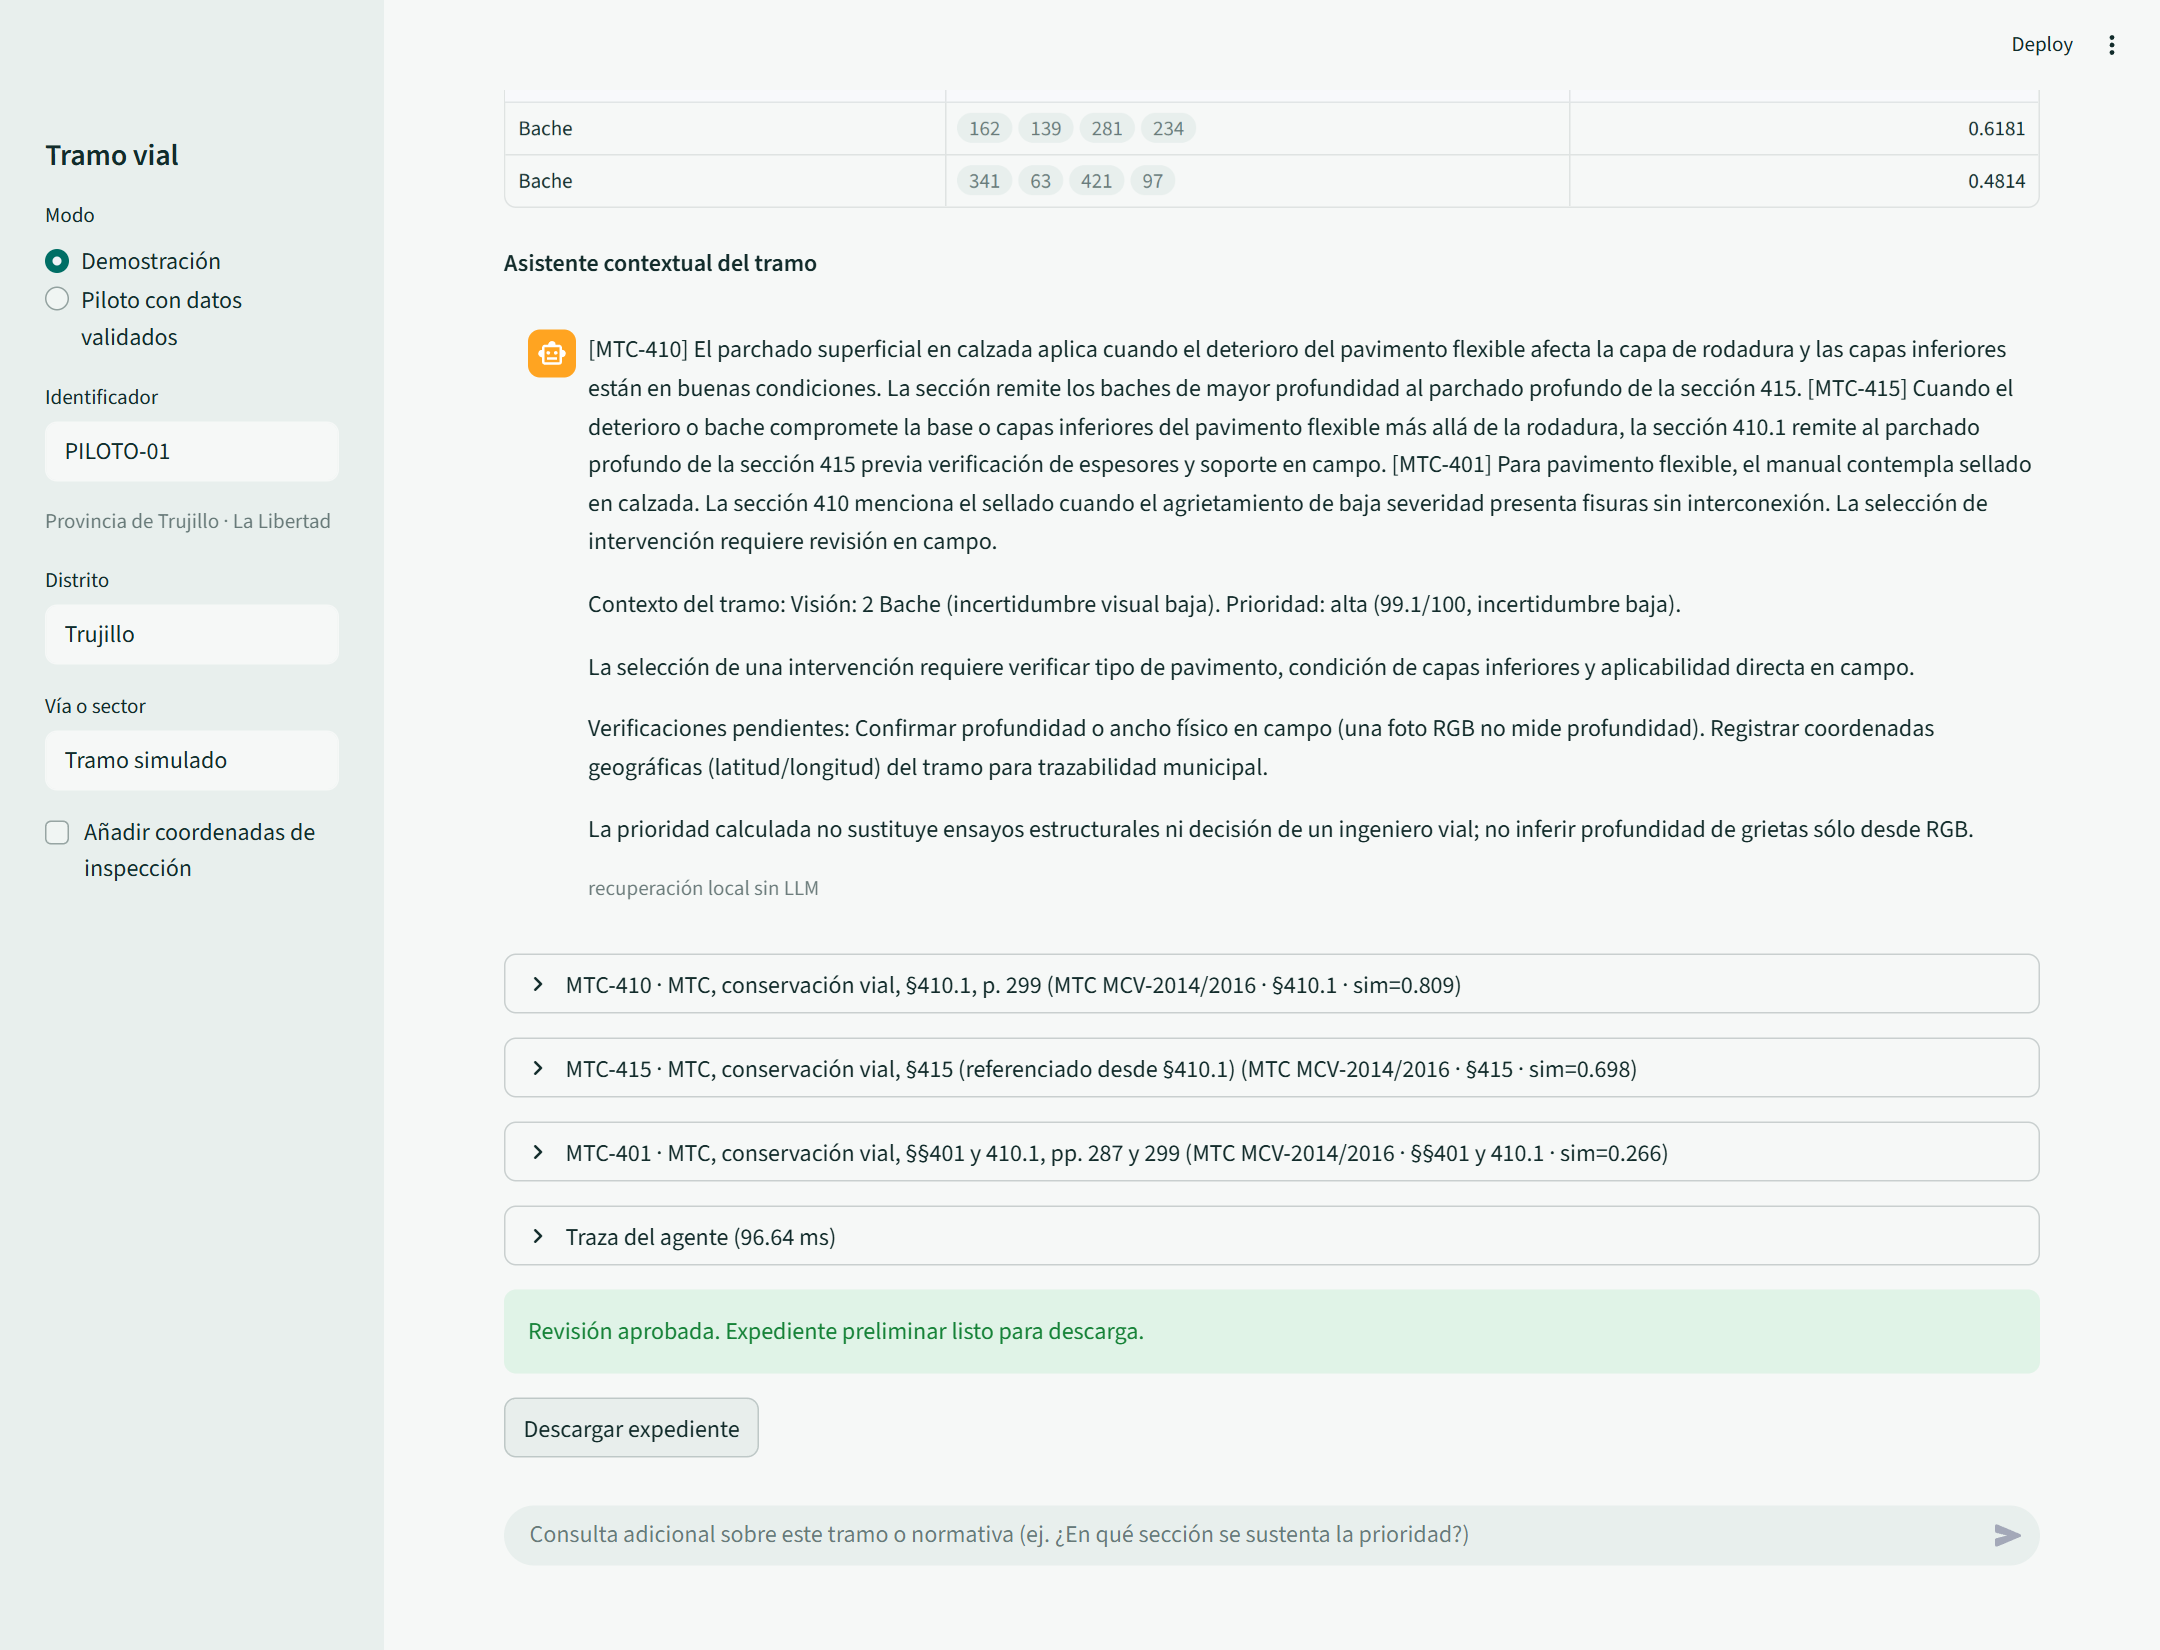 Deploy
Tramo vial
Modo
Demostración
Piloto con datos
validados
Identificador
PILOTO-01
Provincia de Trujillo · La Libertad
Distrito
Trujillo
Vía o sector
Tramo simulado
Añadir coordenadas de
inspección
Bache 162 139 281 234 0.6181
Bache 341 63 421 97 0.4814
Asistente contextual del tramo
[MTC-410] El parchado superficial en calzada aplica cuando el deterioro del pavimento flexible afecta la capa de rodadura y las capas inferiores
están en buenas condiciones. La sección remite los baches de mayor profundidad al parchado profundo de la sección 415. [MTC-415] Cuando el
deterioro o bache compromete la base o capas inferiores del pavimento flexible más allá de la rodadura, la sección 410.1 remite al parchado
profundo de la sección 415 previa verificación de espesores y soporte en campo. [MTC-401] Para pavimento flexible, el manual contempla sellado
en calzada. La sección 410 menciona el sellado cuando el agrietamiento de baja severidad presenta fisuras sin interconexión. La selección de
intervención requiere revisión en campo.
Contexto del tramo: Visión: 2 Bache (incertidumbre visual baja). Prioridad: alta (99.1/100, incertidumbre baja).
La selección de una intervención requiere verificar tipo de pavimento, condición de capas inferiores y aplicabilidad directa en campo.
Verificaciones pendientes: Confirmar profundidad o ancho físico en campo (una foto RGB no mide profundidad). Registrar coordenadas
geográficas (latitud/longitud) del tramo para trazabilidad municipal.
La prioridad calculada no sustituye ensayos estructurales ni decisión de un ingeniero vial; no inferir profundidad de grietas sólo desde RGB.
recuperación local sin LLM
MTC-410 · MTC, conservación vial, §410.1, p. 299 (MTC MCV-2014/2016 · §410.1 · sim=0.809)
MTC-415 · MTC, conservación vial, §415 (referenciado desde §410.1) (MTC MCV-2014/2016 · §415 · sim=0.698)
MTC-401 · MTC, conservación vial, §§401 y 410.1, pp. 287 y 299 (MTC MCV-2014/2016 · §§401 y 410.1 · sim=0.266)
Traza del agente (96.64 ms)
Revisión aprobada. Expediente preliminar listo para descarga.
Descargar expediente
Consulta adicional sobre este tramo o normativa (ej. ¿En qué sección se sustenta la prioridad?)